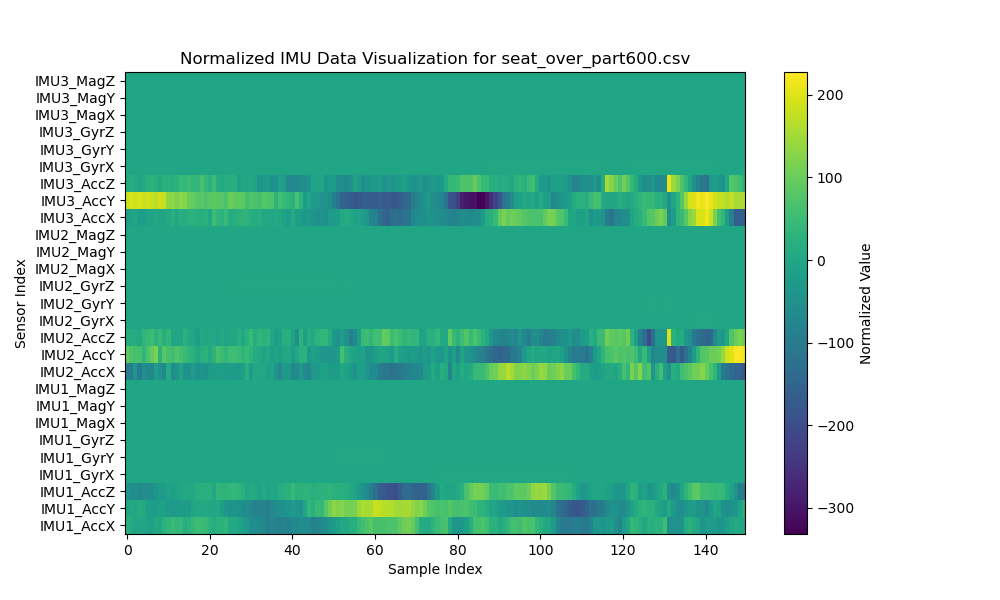 Normalized IMU Data Visualization for seat_over_part600.csv
IMU3_MagZ
IMU3_MagY
IMU3_MagX
IMU3_GyrZ
IMU3_GyrY
IMU3_GyrX
IMU3_AccZ
IMU3_AccY
IMU3_AccX
IMU2_MagZ
IMU2_MagY
IMU2_MagX
IMU2_GyrZ
IMU2_GyrY
IMU2_GyrX
IMU2_AccZ
IMU2_AccY
IMU2_AccX
IMU1_MagZ
IMU1_MagY
IMU1_MagX
IMU1_GyrZ
IMU1_GyrY
IMU1_GyrX
IMU1_AccZ
IMU1_AccY
IMU1_AccX
Sensor Index
0 20 40 60 80 100 120 140
Sample Index
200
100
0
−100
−200
−300
Normalized Value